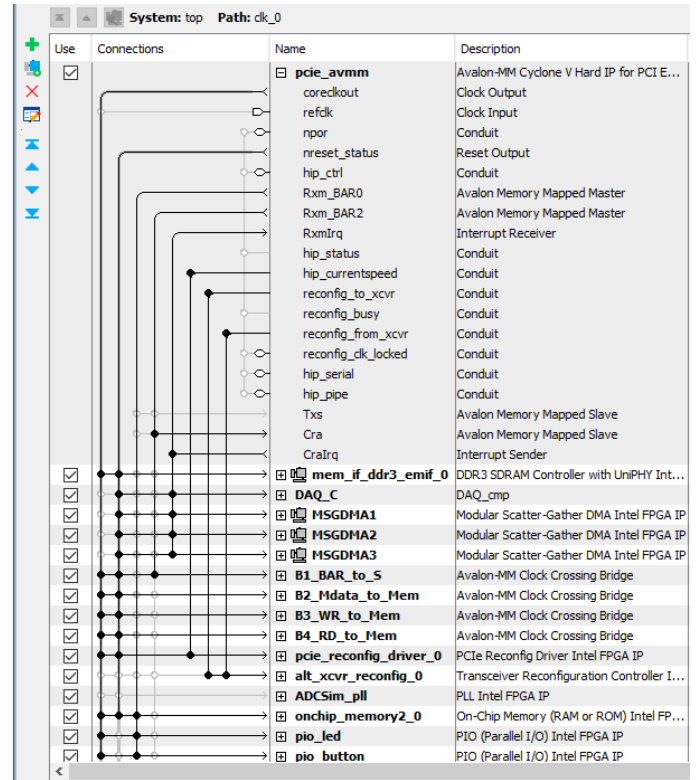 System: top Path: clk_0
Use Connections Name Description
pcie_avmm Avalon-MM Cyclone V Hard IP for PCI E...
coreclkout Clock Output
refclk Clock Input
npor Conduit
nreset_status Reset Output
hip_ctrl Conduit
Rxm_BAR0 Avalon Memory Mapped Master
Rxm_BAR2 Avalon Memory Mapped Master
RxmIrq Interrupt Receiver
hip_status Conduit
hip_currentspeed Conduit
reconfig_to_xcvr Conduit
reconfig_busy Conduit
reconfig_from_xcvr Conduit
reconfig_clk_locked Conduit
hip_serial Conduit
hip_pipe Conduit
Txs Avalon Memory Mapped Slave
Cra Avalon Memory Mapped Slave
CraIrq Interrupt Sender
mem_if_ddr3_emif_0 DDR3 SDRAM Controller with UniPHY Int...
DAQ_C DAQ_cmp
MSGDMA1 Modular Scatter-Gather DMA Intel FPGA IP
MSGDMA2 Modular Scatter-Gather DMA Intel FPGA IP
MSGDMA3 Modular Scatter-Gather DMA Intel FPGA IP
B1_BAR_to_S Avalon-MM Clock Crossing Bridge
B2_Mdata_to_Mem Avalon-MM Clock Crossing Bridge
B3_WR_to_Mem Avalon-MM Clock Crossing Bridge
B4_RD_to_Mem Avalon-MM Clock Crossing Bridge
pcie_reconfig_driver_0 PCIe Reconfig Driver Intel FPGA IP
alt_xcvr_reconfig_0 Transceiver Reconfiguration Controller I...
ADCSim_pll PLL Intel FPGA IP
onchip_memory2_0 On-Chip Memory (RAM or ROM) Intel FP...
pio_led PIO (Parallel I/O) Intel FPGA IP
pio_button PIO (Parallel I/O) Intel FPGA IP